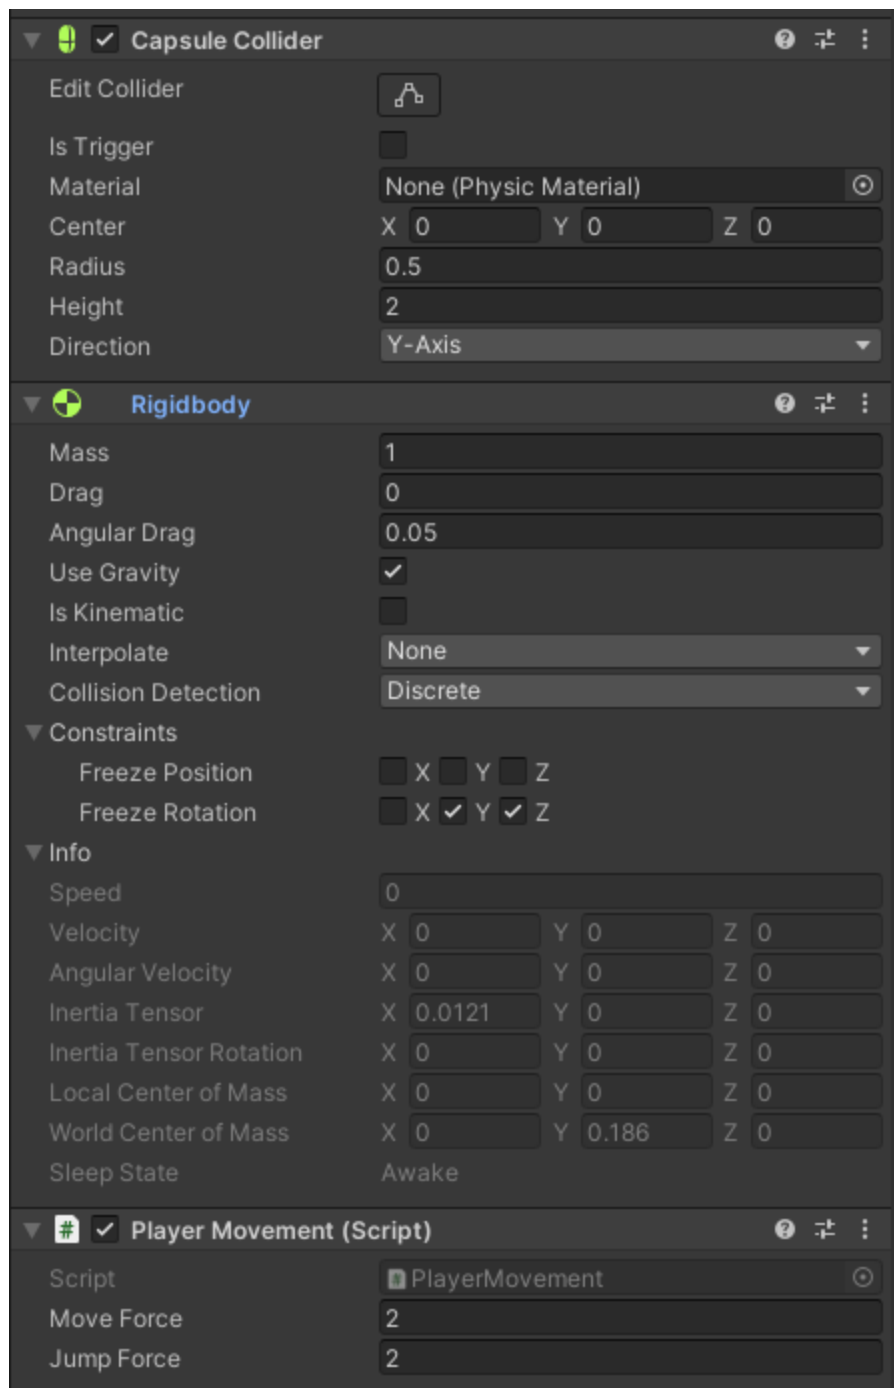 Capsule Collider
Edit Collider
Is Trigger
Material None (Physic Material)
Center X 0 Y 0 Z 0
Radius 0.5
Height 2
Direction Y-Axis
Rigidbody
Mass 1
Drag 0
Angular Drag 0.05
Use Gravity
Is Kinematic
Interpolate None
Collision Detection Discrete
Constraints
Freeze Position X Y Z
Freeze Rotation X Y Z
Info
Speed 0
Velocity X 0 Y 0 Z 0
Angular Velocity X 0 Y 0 Z 0
Inertia Tensor X 0.0121 Y 0 Z 0
Inertia Tensor Rotation X 0 Y 0 Z 0
Local Center of Mass X 0 Y 0 Z 0
World Center of Mass X 0 Y 0.186 Z 0
Sleep State Awake
# Player Movement (Script)
Script PlayerMovement
Move Force 2
Jump Force 2